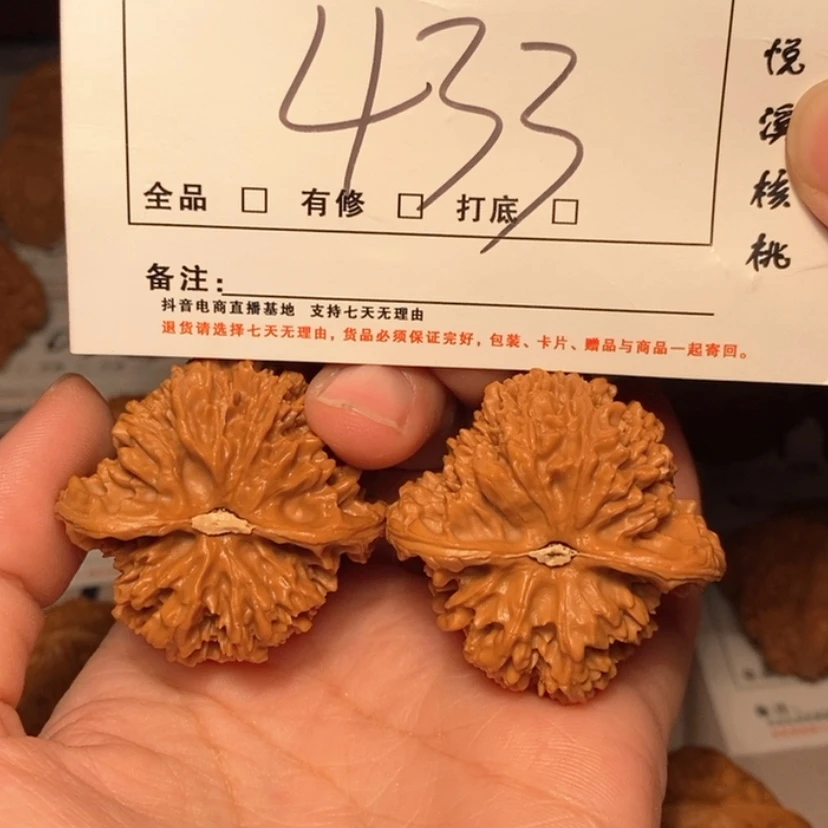 433
全品 □ 有修 □ 打底 □
备注:
抖音电商直播基地 支持七天无理由
退货请选择七天无理由，货品必须保证完好，包装、卡片、赠品与商品一起寄回。
悦溪核桃